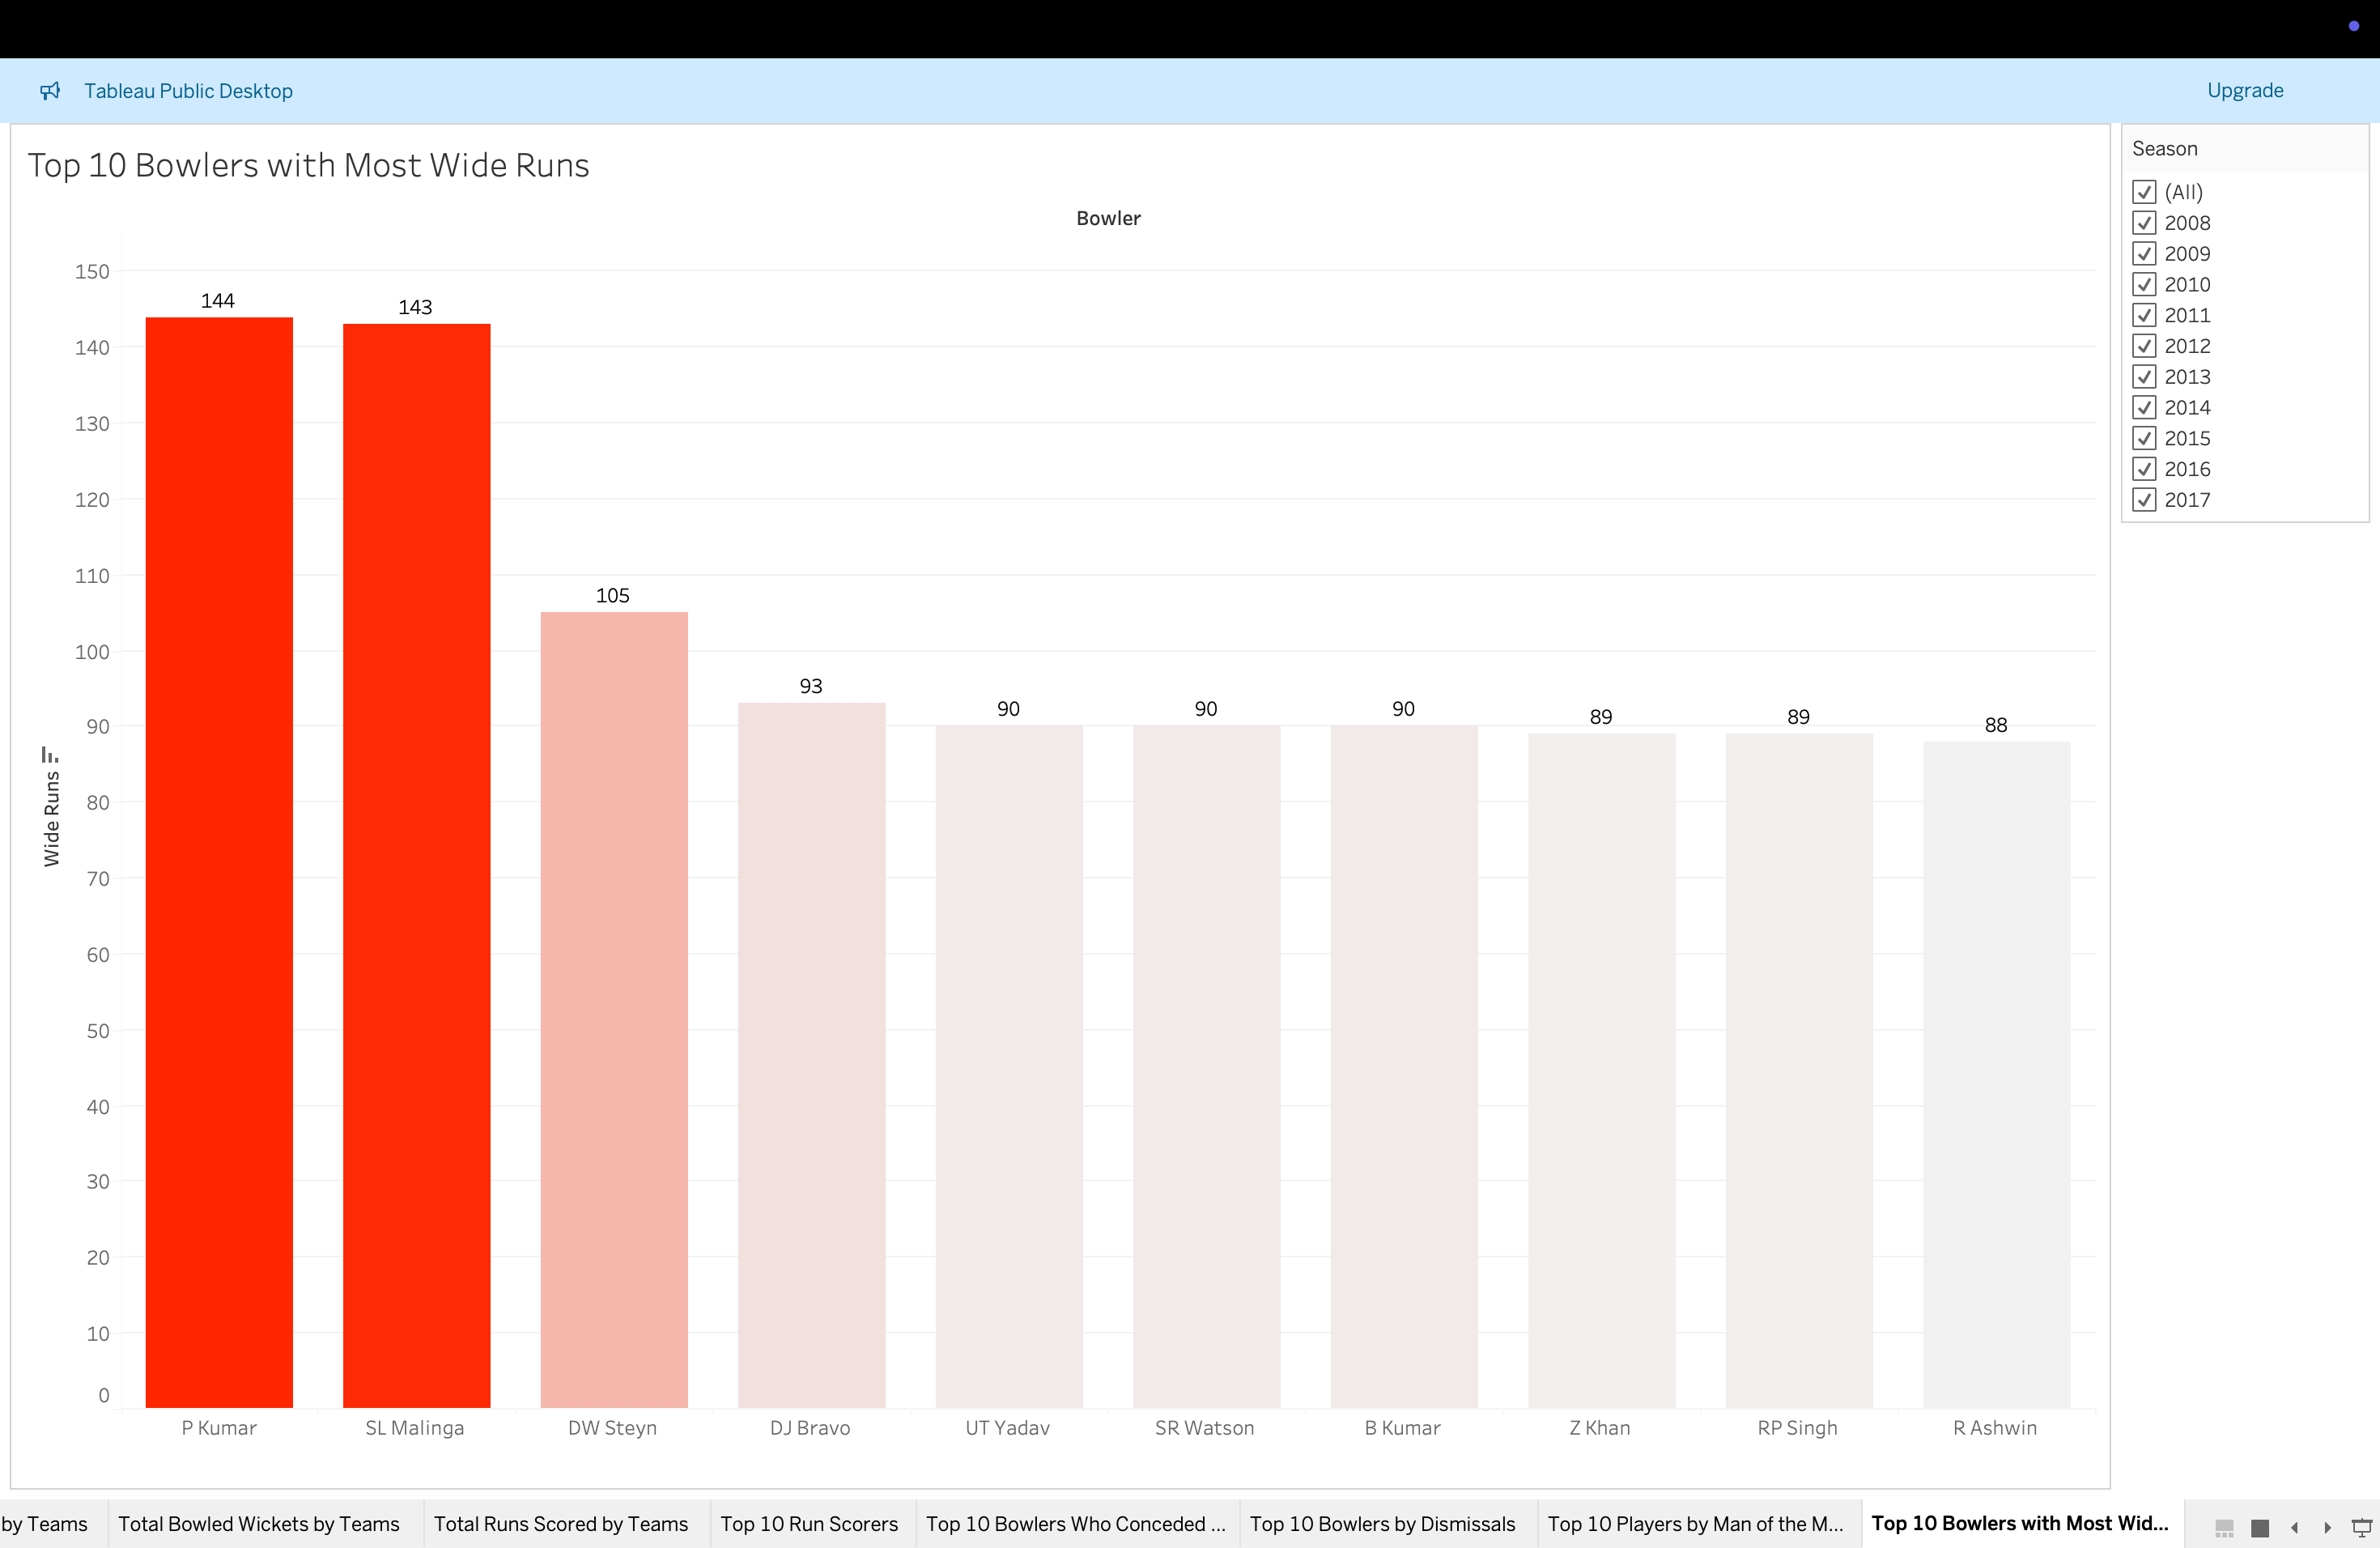 Tableau Public Desktop
Upgrade
Top 10 Bowlers with Most Wide Runs
Bowler
Wide Runs
150
140
130
120
110
100
90
80
70
60
50
40
30
20
10
0
144
143
105
93
90
90
90
89
89
88
P Kumar
SL Malinga
DW Steyn
DJ Bravo
UT Yadav
SR Watson
B Kumar
Z Khan
RP Singh
R Ashwin
Season
(All)
2008
2009
2010
2011
2012
2013
2014
2015
2016
2017
by Teams
Total Bowled Wickets by Teams
Total Runs Scored by Teams
Top 10 Run Scorers
Top 10 Bowlers Who Conceded ...
Top 10 Bowlers by Dismissals
Top 10 Players by Man of the M...
Top 10 Bowlers with Most Wid...